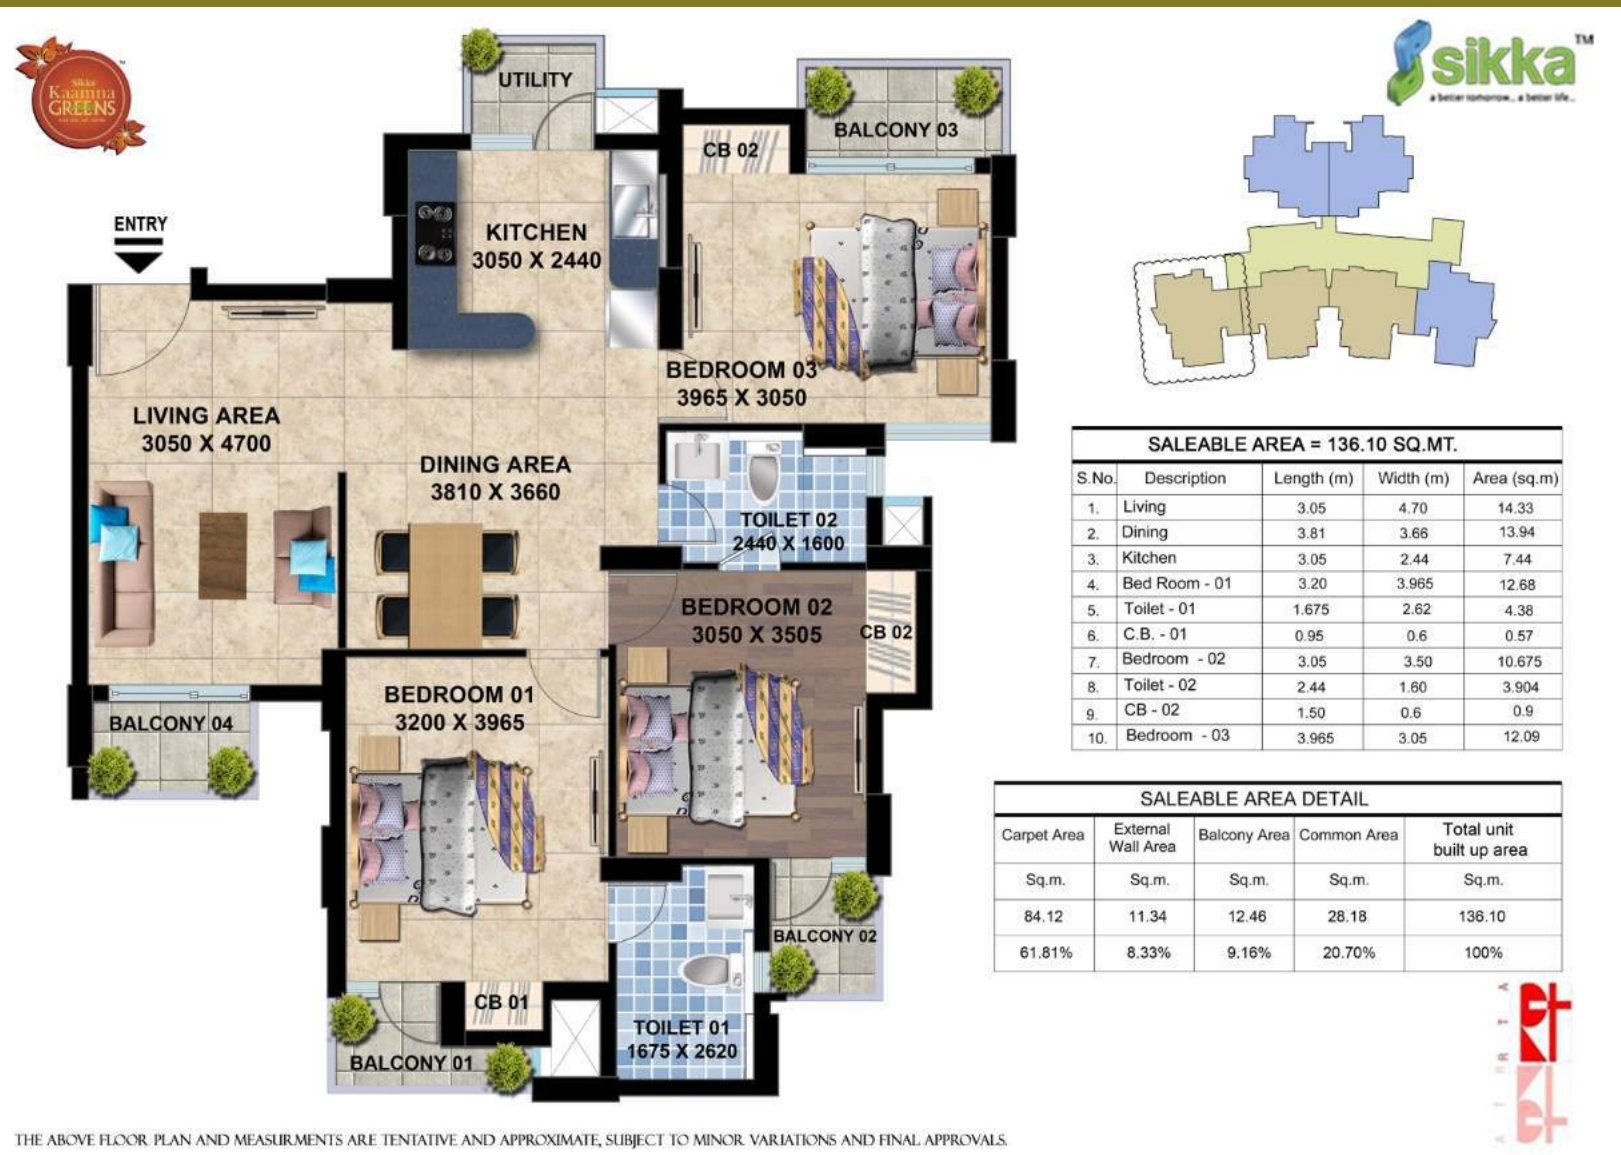 Sikka
Kaamna
GREENS
sikka™
a better tomorrow.. a better life..
UTILITY
BALCONY 03
CB 02
ENTRY
KITCHEN
3050 X 2440
BEDROOM 03
3965 X 3050
LIVING AREA
3050 X 4700
DINING AREA
3810 X 3660
TOILET 02
2440 X 1600
BEDROOM 02
3050 X 3505
CB 02
BEDROOM 01
3200 X 3965
BALCONY 04
BALCONY 02
CB 01
TOILET 01
1675 X 2620
BALCONY 01
SALEABLE AREA = 136.10 SQ.MT.
S.No. Description Length (m) Width (m) Area (sq.m)
1. Living 3.05 4.70 14.33
2. Dining 3.81 3.66 13.94
3. Kitchen 3.05 2.44 7.44
4. Bed Room - 01 3.20 3.965 12.68
5. Toilet - 01 1.675 2.62 4.38
6. C.B. - 01 0.95 0.6 0.57
7. Bedroom - 02 3.05 3.50 10.675
8. Toilet - 02 2.44 1.60 3.904
9. CB - 02 1.50 0.6 0.9
10. Bedroom - 03 3.965 3.05 12.09
SALEABLE AREA DETAIL
Carpet Area External Wall Area Balcony Area Common Area Total unit built up area
Sq.m. Sq.m. Sq.m. Sq.m. Sq.m.
84.12 11.34 12.46 28.18 136.10
61.81% 8.33% 9.16% 20.70% 100%
THE ABOVE FLOOR PLAN AND MEASURMENTS ARE TENTATIVE AND APPROXIMATE, SUBJECT TO MINOR VARIATIONS AND FINAL APPROVALS.